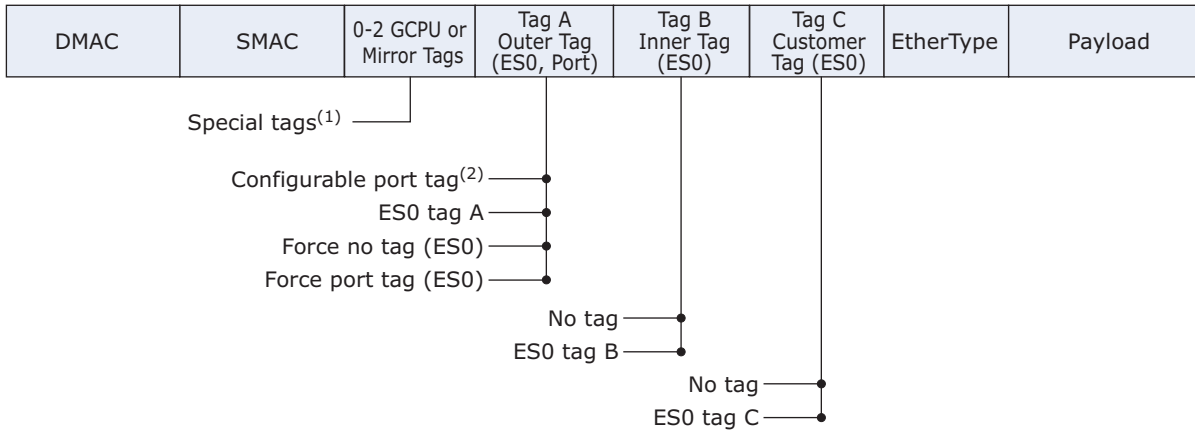 DMAC
SMAC
0-2 GCPU or
Mirror Tags
Tag A
Outer Tag
(ES0, Port)
Tag B
Inner Tag
(ES0)
Tag C
Customer
Tag (ES0)
EtherType
Payload
Special tags(1)
Configurable port tag(2)
ES0 tag A
Force no tag (ES0)
Force port tag (ES0)
No tag
ES0 tag B
No tag
ES0 tag C